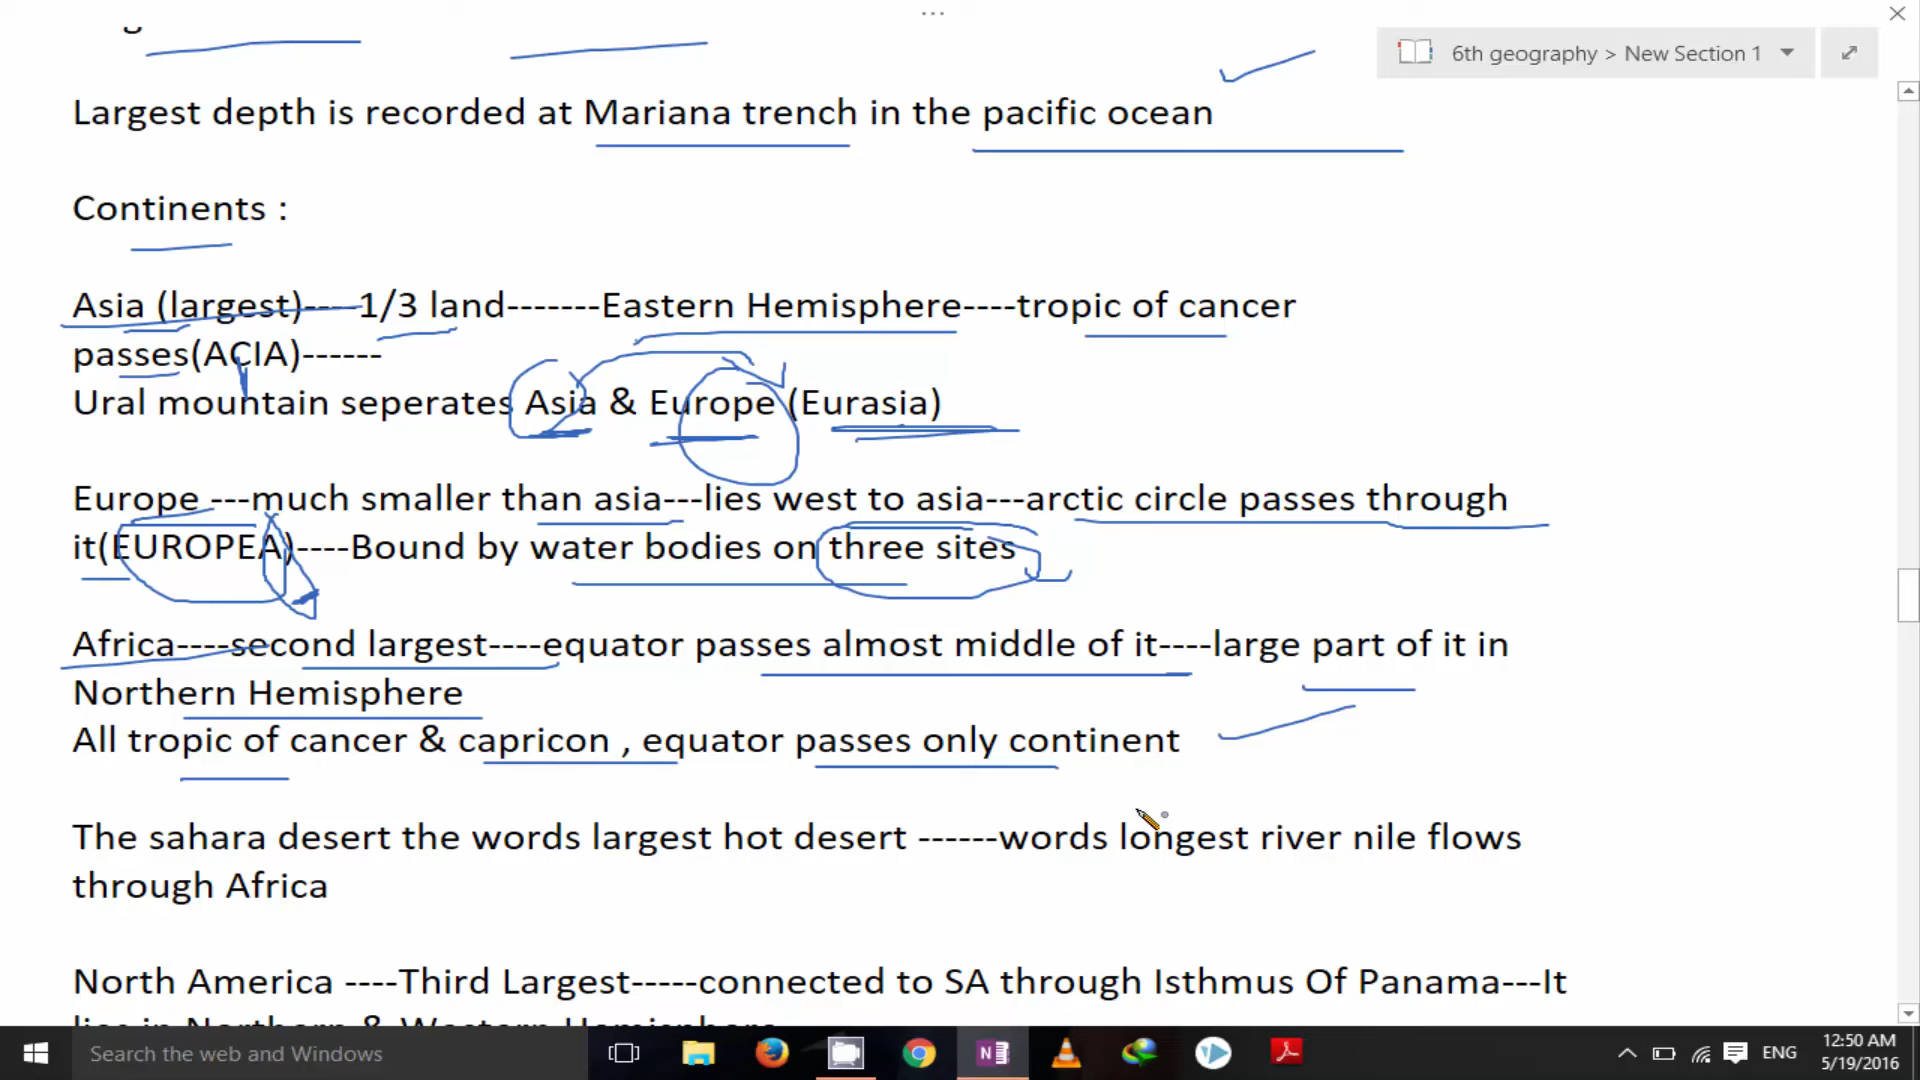 6th geography > New Section 1
Largest depth is recorded at Mariana trench in the pacific ocean
Continents :
Asia (largest)----1/3 land-------Eastern Hemisphere----tropic of cancer
passes(ACIA)------
Ural mountain seperates Asia & Europe (Eurasia)
Europe ---much smaller than asia---lies west to asia---arctic circle passes through
it(EUROPEA)----Bound by water bodies on three sites
Africa----second largest----equator passes almost middle of it----large part of it in
Northern Hemisphere
All tropic of cancer & capricon , equator passes only continent
The sahara desert the words largest hot desert ------words longest river nile flows
through Africa
North America ----Third Largest-----connected to SA through Isthmus Of Panama---It
lies in Northern & Western Hemisphere
Search the web and Windows
ENG
12:50 AM
5/19/2016